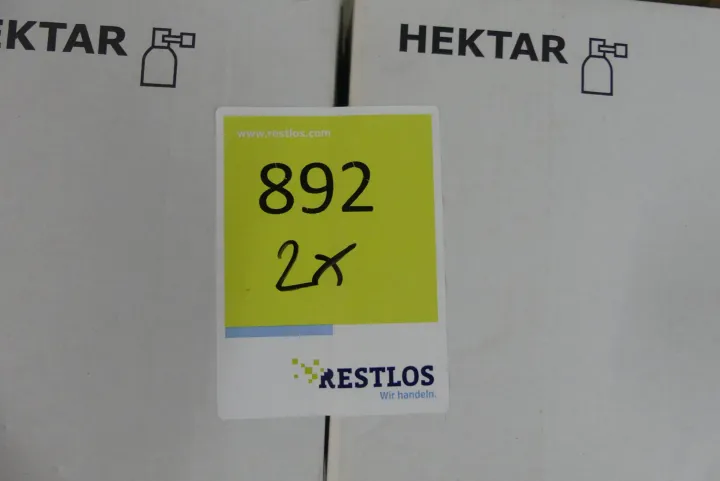 EKTAR
HEKTAR
www.restlos.com
892
2x
RESTLOS
Wir handeln.